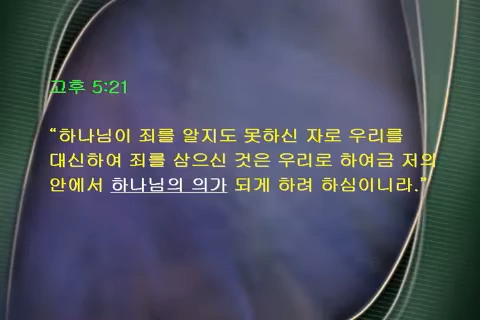 고후 5:21
“하나님이 죄를 알지도 못하신 자로 우리를
대신하여 죄를 삼으신 것은 우리로 하여금 저의
안에서 하나님의 의가 되게 하려 하심이니라.”